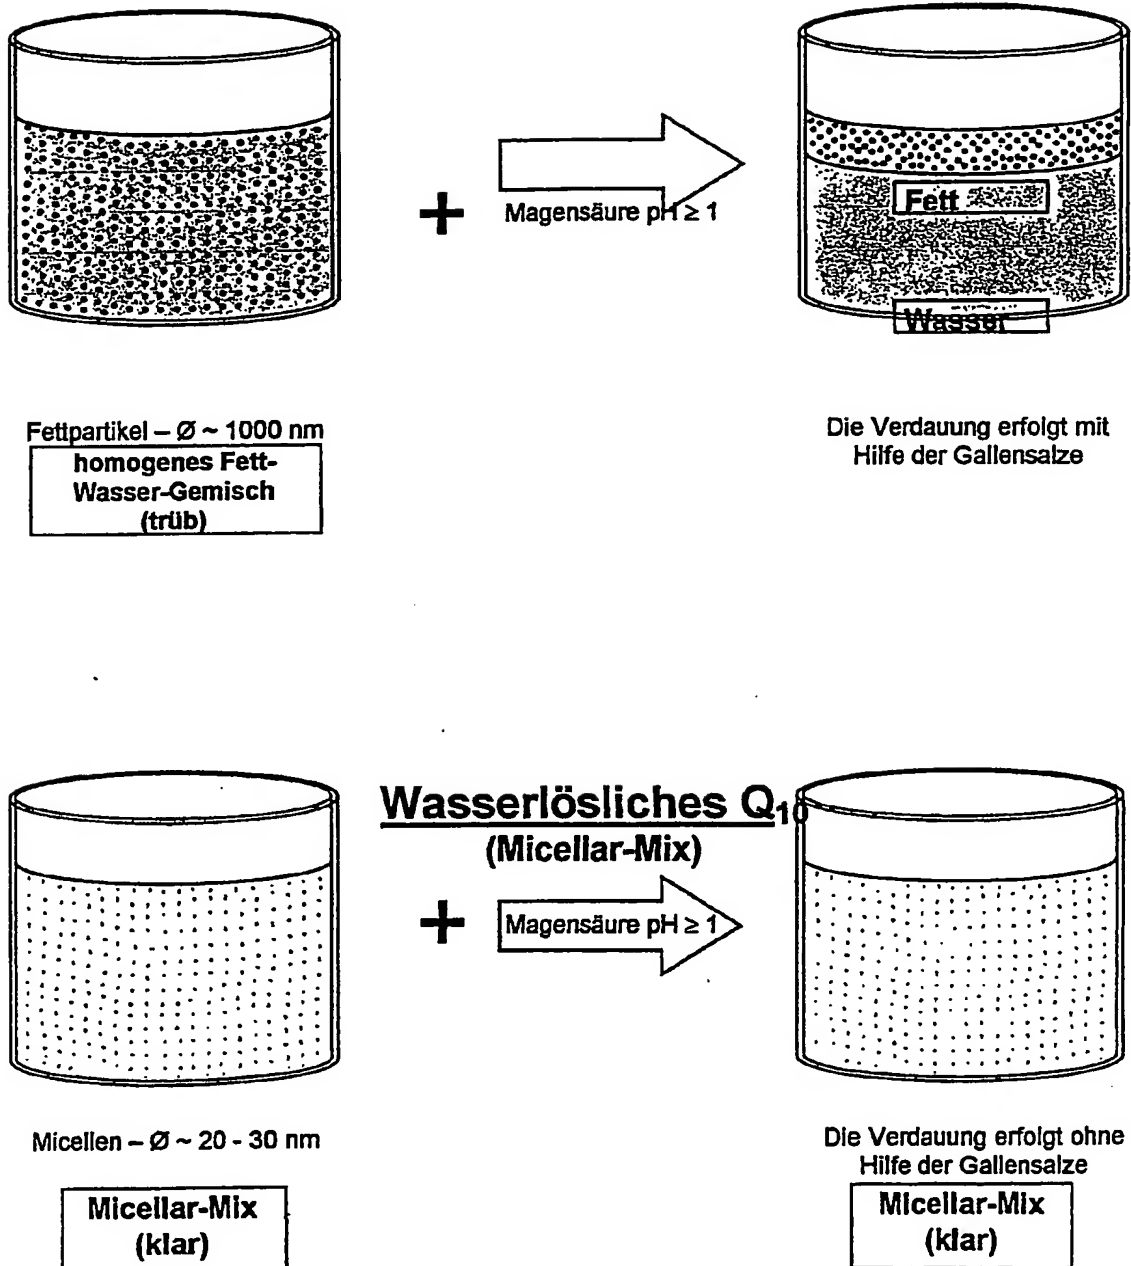 +
Magensäure pH ≥ 1
Fett
Wasser
Fettpartikel – Ø ~ 1000 nm
homogenes Fett-
Wasser-Gemisch
(trüb)
Die Verdauung erfolgt mit
Hilfe der Gallensalze
Wasserlösliches Q₁₀
(Micellar-Mix)
+
Magensäure pH ≥ 1
Micellen – Ø ~ 20 - 30 nm
Micellar-Mix
(klar)
Die Verdauung erfolgt ohne
Hilfe der Gallensalze
Micellar-Mix
(klar)